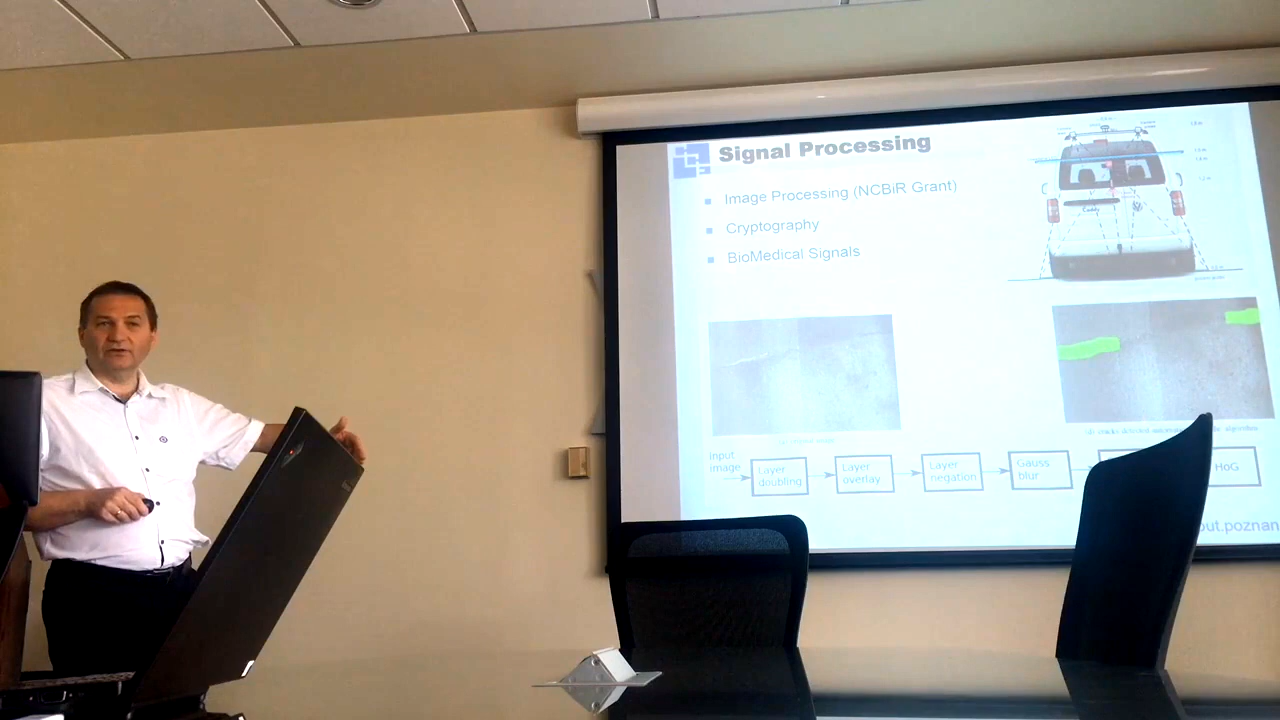 Signal Processing
Image Processing (NCBiR Grant)
Cryptography
BioMedical Signals
Caddy
input
image
Layer
doubling
Layer
overlay
Layer
negation
Gauss
blur
HoG
put.poznan